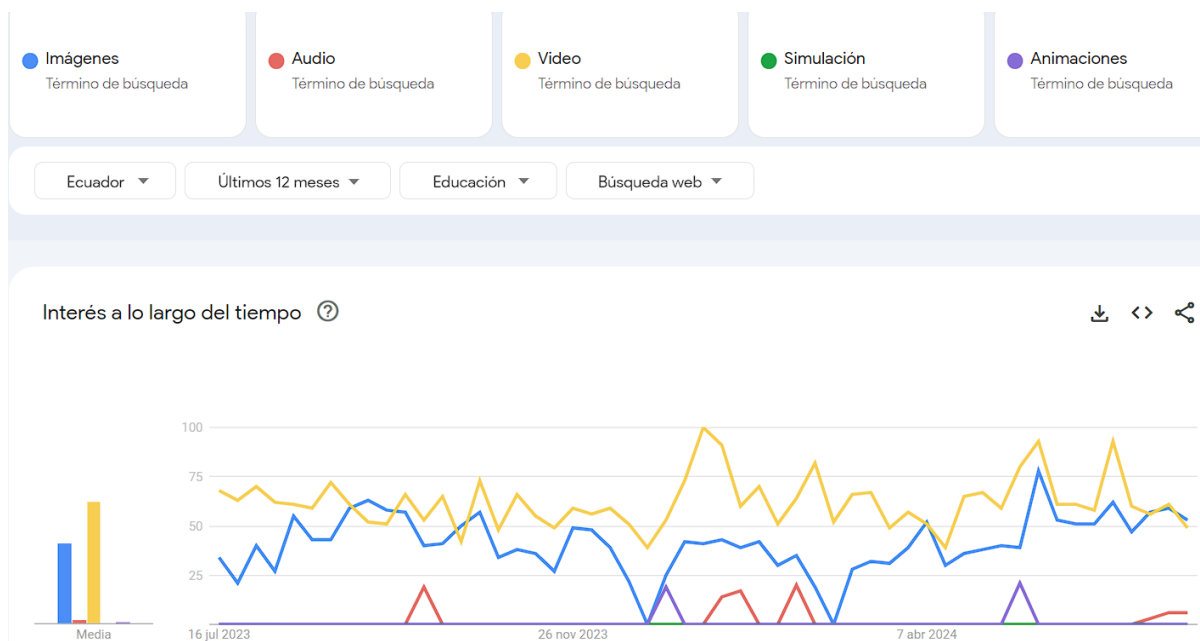 Imágenes
Término de búsqueda
Audio
Término de búsqueda
Video
Término de búsqueda
Simulación
Término de búsqueda
Animaciones
Término de búsqueda
Ecuador
Últimos 12 meses
Educación
Búsqueda web
Interés a lo largo del tiempo
100
75
50
25
Media
16 jul 2023
26 nov 2023
7 abr 2024